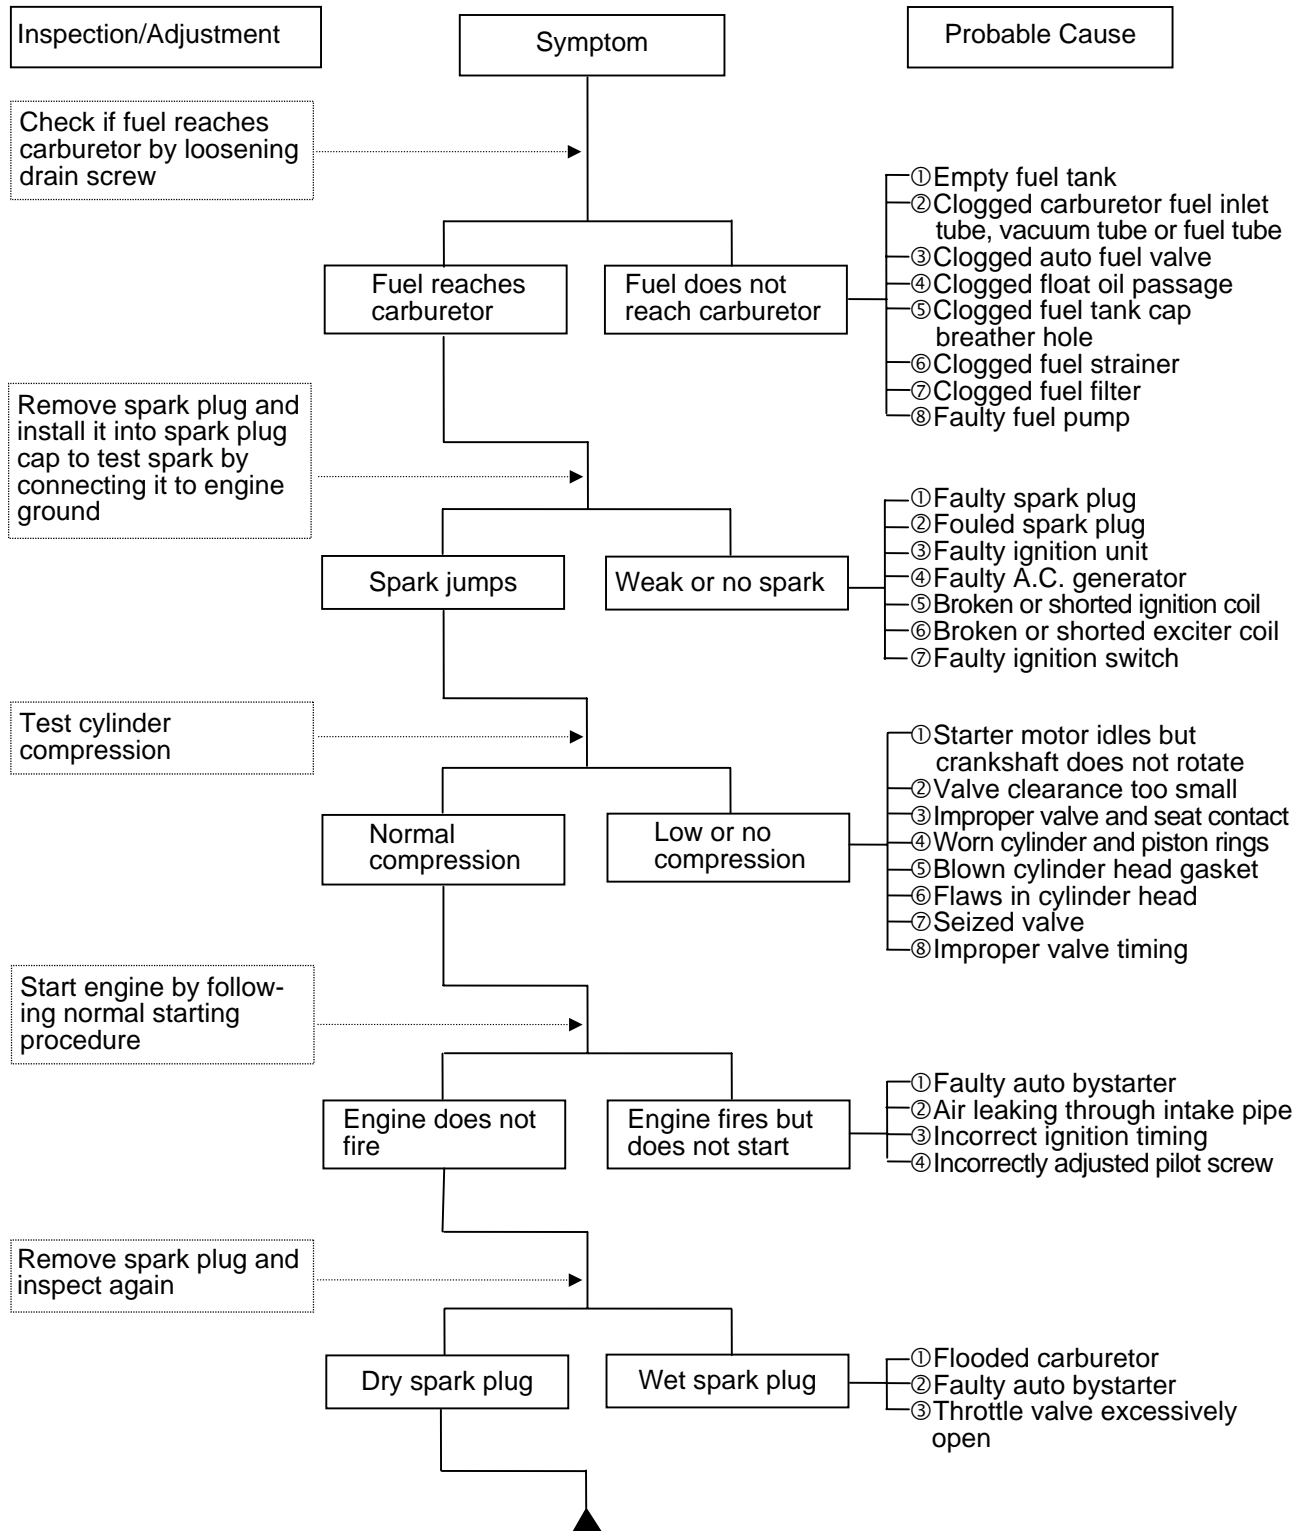 Inspection/Adjustment
Symptom
Probable Cause
Check if fuel reaches
carburetor by loosening
drain screw
①Empty fuel tank
②Clogged carburetor fuel inlet
tube, vacuum tube or fuel tube
③Clogged auto fuel valve
④Clogged float oil passage
⑤Clogged fuel tank cap
breather hole
⑥Clogged fuel strainer
⑦Clogged fuel filter
⑧Faulty fuel pump
Fuel reaches
carburetor
Fuel does not
reach carburetor
Remove spark plug and
install it into spark plug
cap to test spark by
connecting it to engine
ground
①Faulty spark plug
②Fouled spark plug
③Faulty ignition unit
④Faulty A.C. generator
⑤Broken or shorted ignition coil
⑥Broken or shorted exciter coil
⑦Faulty ignition switch
Spark jumps
Weak or no spark
Test cylinder
compression
①Starter motor idles but
crankshaft does not rotate
②Valve clearance too small
③Improper valve and seat contact
④Worn cylinder and piston rings
⑤Blown cylinder head gasket
⑥Flaws in cylinder head
⑦Seized valve
⑧Improper valve timing
Normal
compression
Low or no
compression
Start engine by follow-
ing normal starting
procedure
①Faulty auto bystarter
②Air leaking through intake pipe
③Incorrect ignition timing
④Incorrectly adjusted pilot screw
Engine does not
fire
Engine fires but
does not start
Remove spark plug and
inspect again
Dry spark plug
Wet spark plug
①Flooded carburetor
②Faulty auto bystarter
③Throttle valve excessively
open